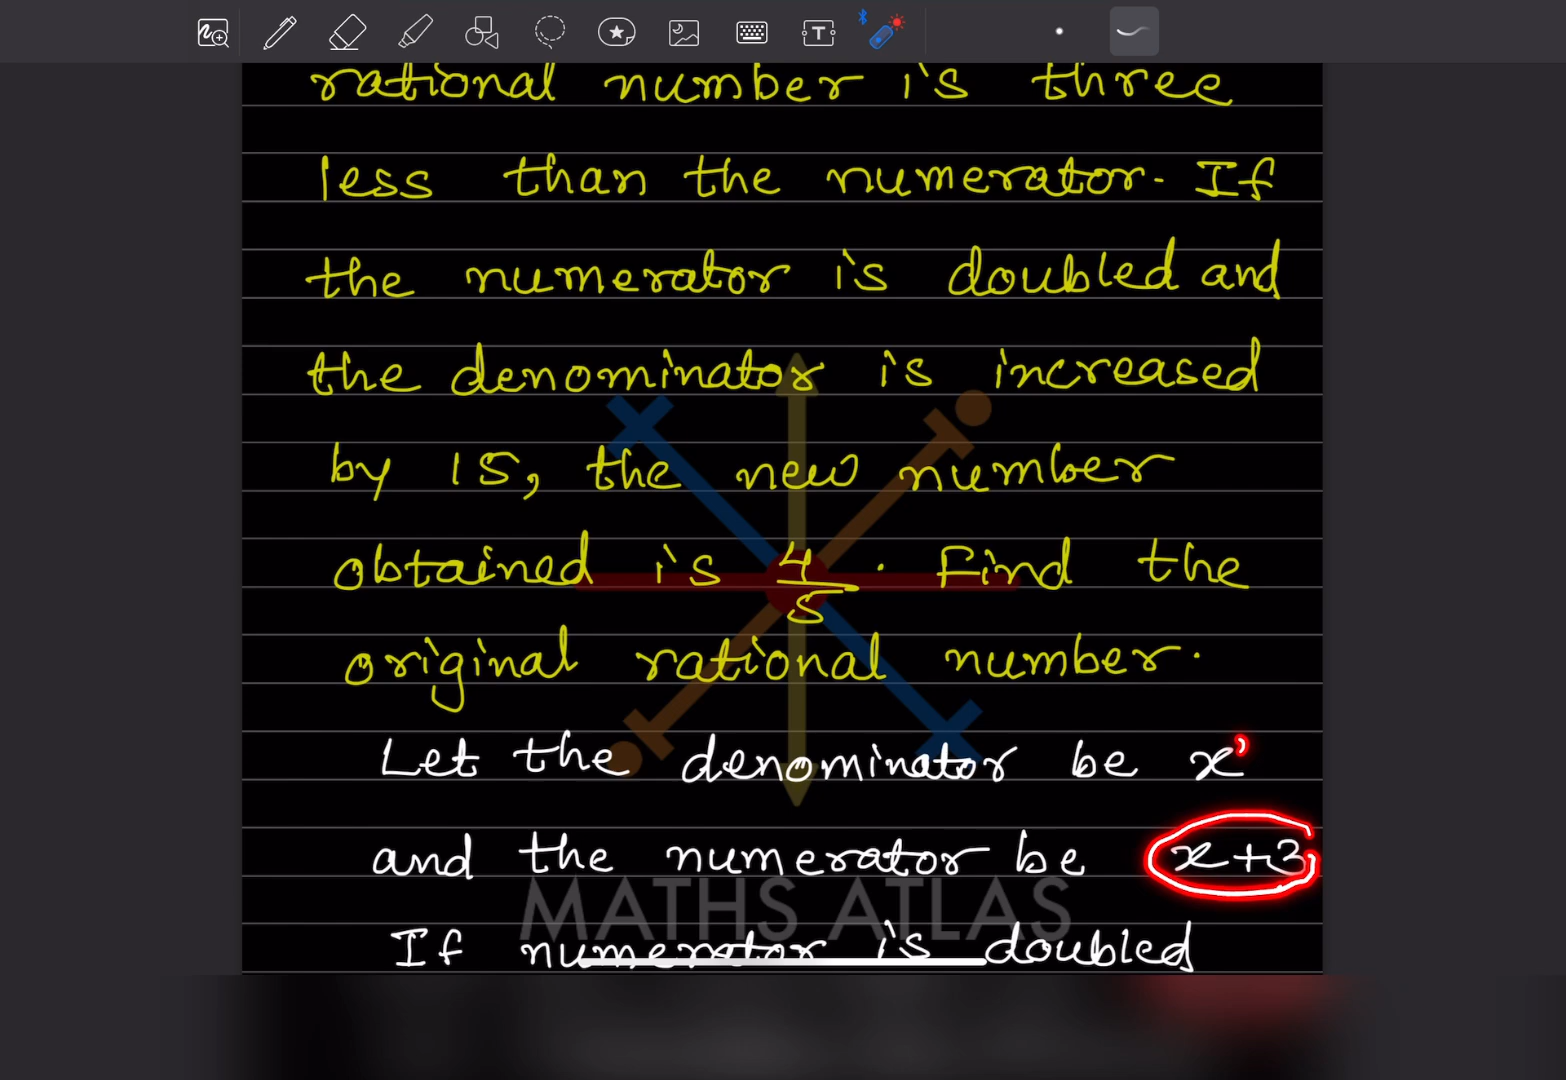 rational number is three
less than the numerator. If
the numerator is doubled and
the denominator is increased
by 15, the new number
obtained is 4/5. Find the
original rational number.
Let the denominator be x
and the numerator be x+3
MATHS ATLAS
If numerator is doubled